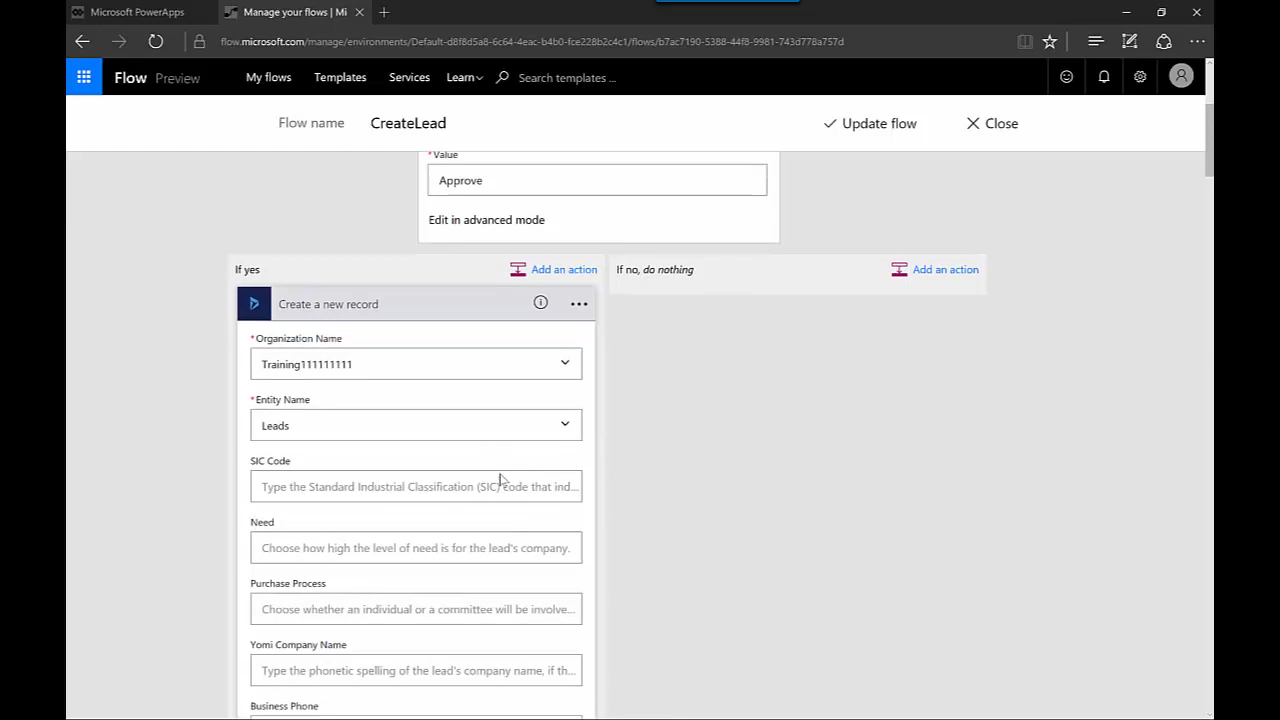 Microsoft PowerApps
Manage your flows | Mi
flow.microsoft.com/manage/environments/Default-d8f8d5a8-6c64-4eac-b4b0-fce228b2c4c1/flows/b7ac7190-5388-44f8-9981-743d778a757d
Flow Preview My flows Templates Services Learn Search templates ...
Flow name CreateLead Update flow Close
*Value
Approve
Edit in advanced mode
If yes Add an action If no, do nothing Add an action
Create a new record
*Organization Name
Training111111111
*Entity Name
Leads
SIC Code
Type the Standard Industrial Classification (SIC) code that ind...
Need
Choose how high the level of need is for the lead's company.
Purchase Process
Choose whether an individual or a committee will be involve...
Yomi Company Name
Type the phonetic spelling of the lead's company name, if th...
Business Phone